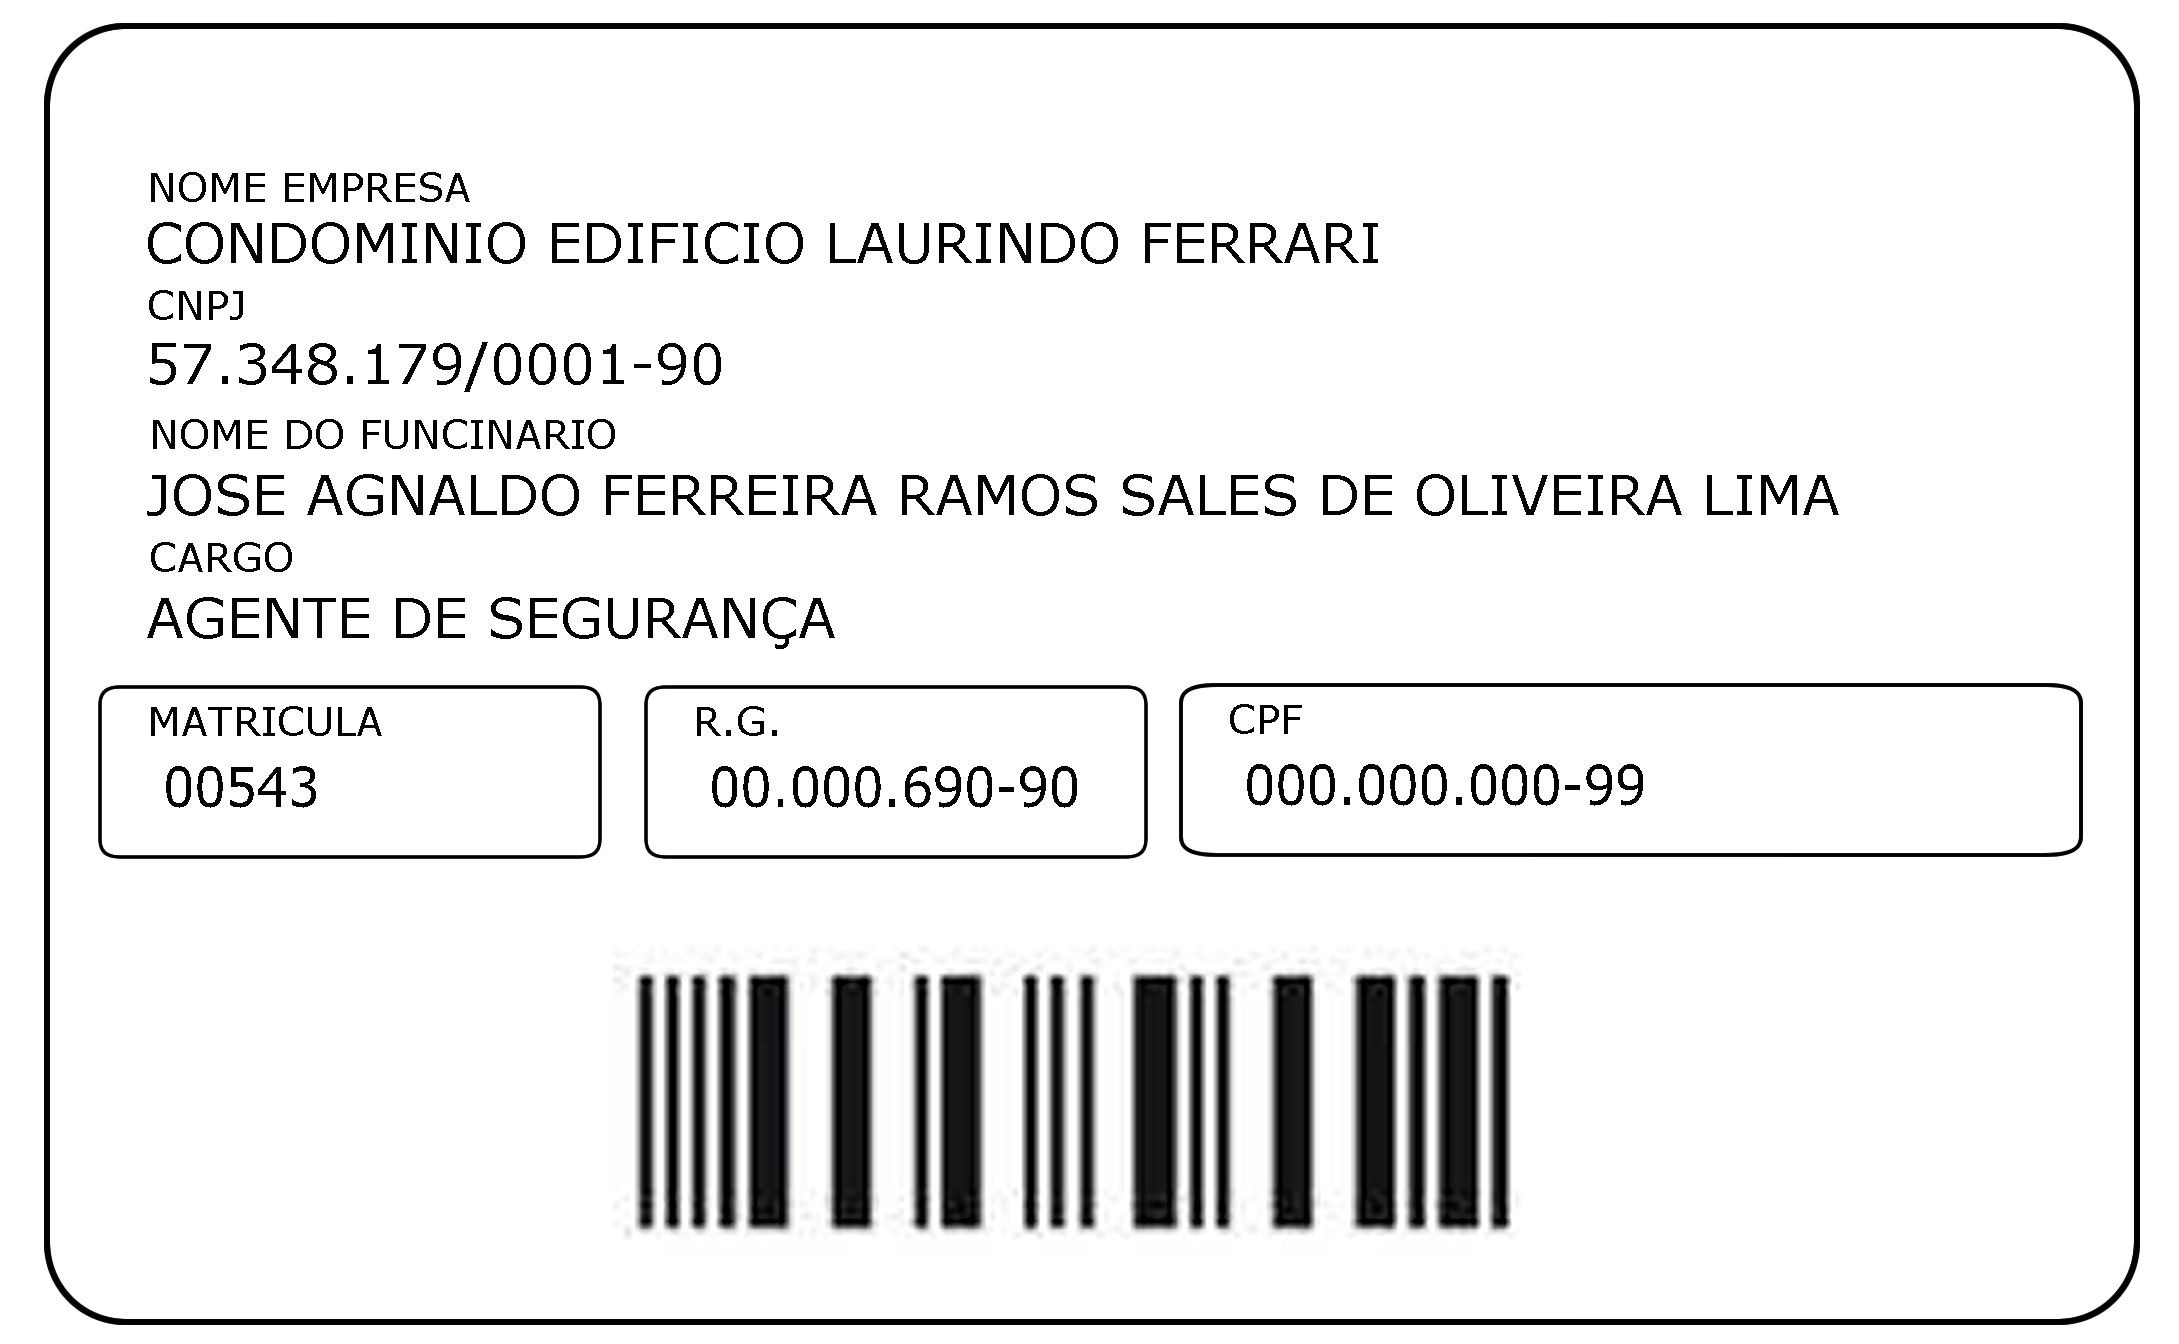 NOME EMPRESA
CONDOMINIO EDIFICIO LAURINDO FERRARI
CNPJ
57.348.179/0001-90
NOME DO FUNCINARIO
JOSE AGNALDO FERREIRA RAMOS SALES DE OLIVEIRA LIMA
CARGO
AGENTE DE SEGURANÇA
MATRICULA
00543
R.G.
00.000.690-90
CPF
000.000.000-99